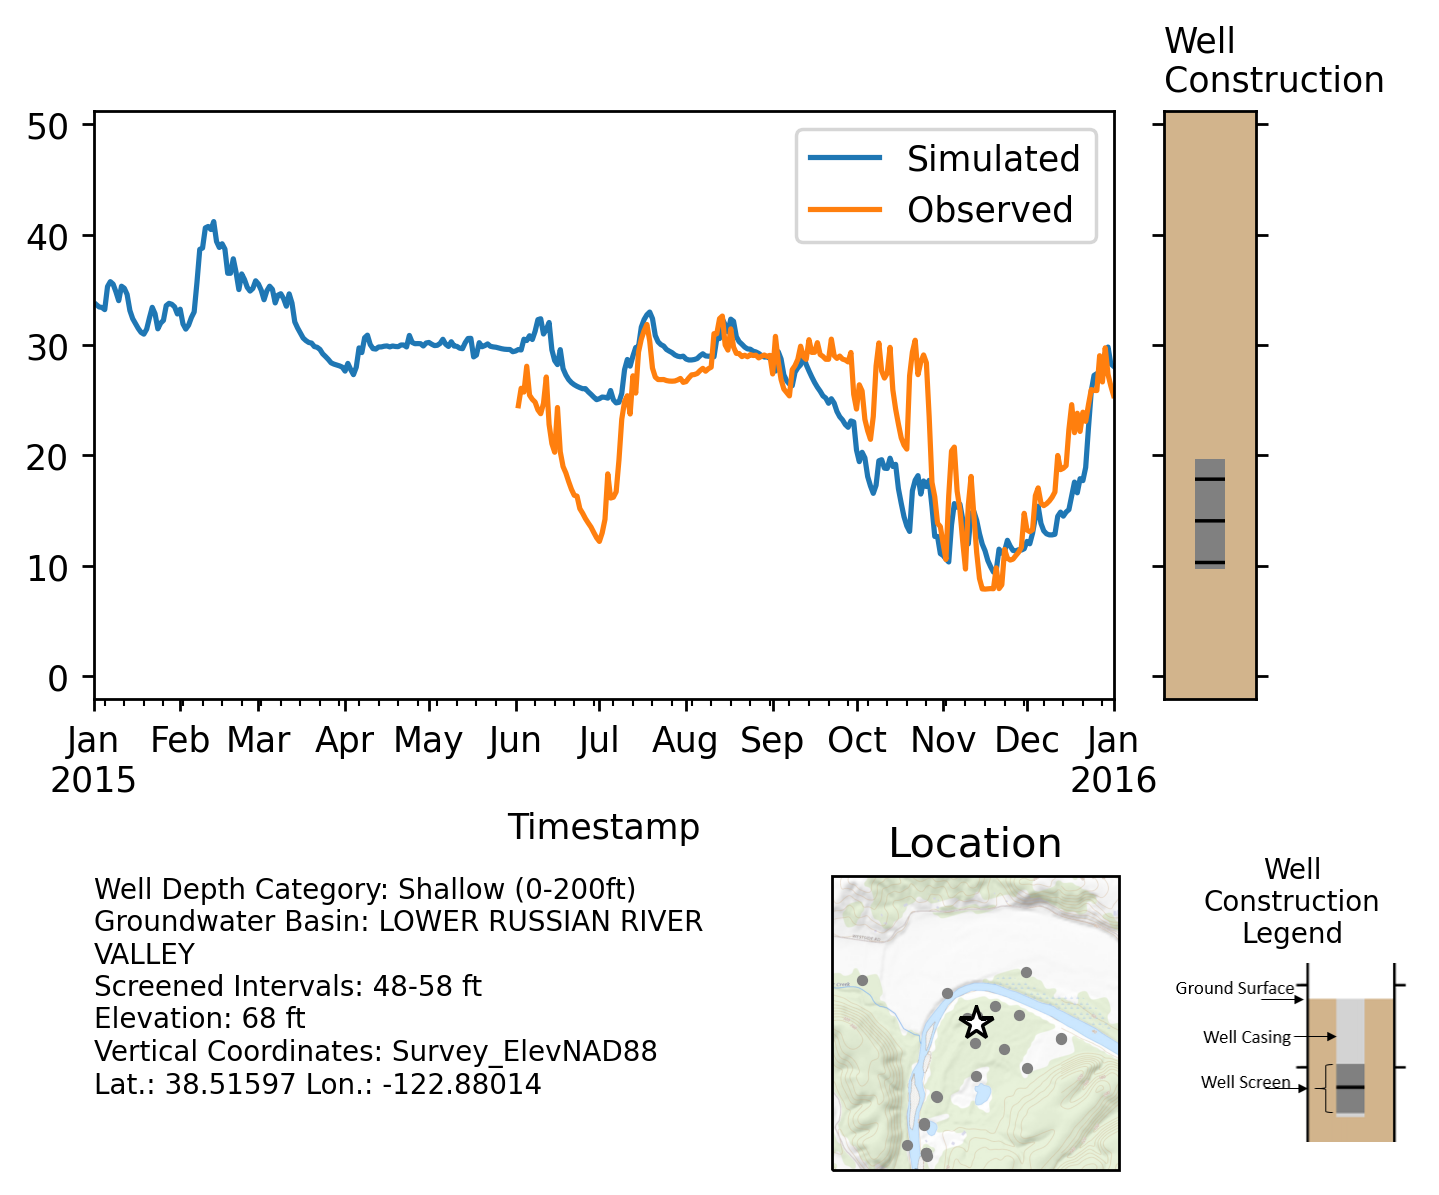 Well
Construction
50
40
30
20
10
0
Simulated
Observed
Jan Feb Mar Apr May Jun Jul Aug Sep Oct Nov Dec Jan
2015 2016
Timestamp
Well Depth Category: Shallow (0-200ft)
Groundwater Basin: LOWER RUSSIAN RIVER
VALLEY
Screened Intervals: 48-58 ft
Elevation: 68 ft
Vertical Coordinates: Survey_ElevNAD88
Lat.: 38.51597 Lon.: -122.88014
Location
Well
Construction
Legend
Ground Surface
Well Casing
Well Screen